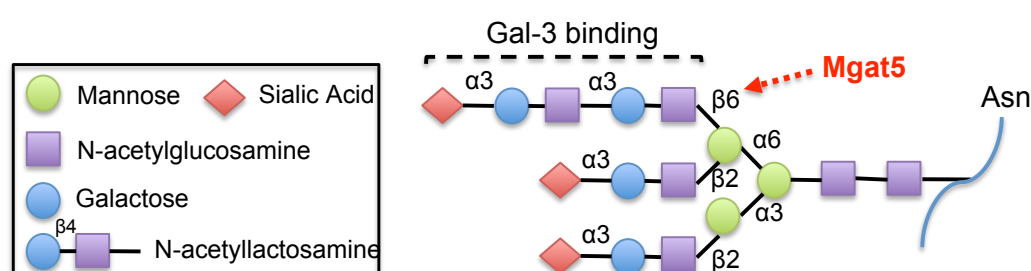 Gal-3 binding
α3 α3 Mgat5
Mannose Sialic Acid β6 Asn
α6
N-acetylglucosamine α3
β2
Galactose α3
β4 α3
N-acetyllactosamine β2